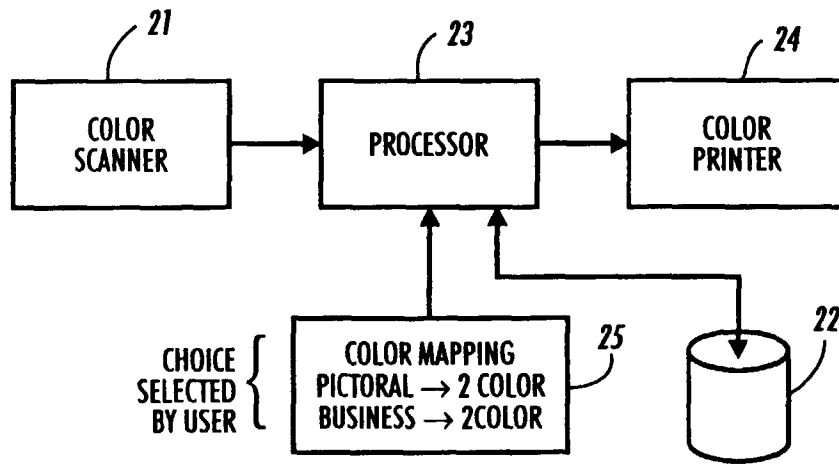 21
23
24
COLOR
SCANNER
PROCESSOR
COLOR
PRINTER
CHOICE
SELECTED
BY USER
COLOR MAPPING
PICTORAL → 2 COLOR
BUSINESS → 2COLOR
25
22